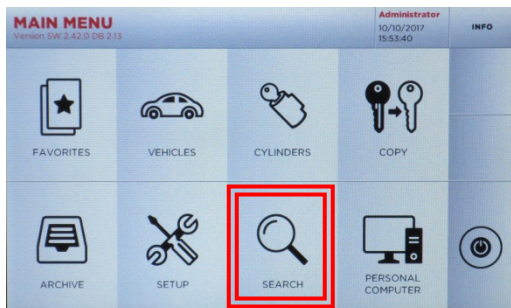 MAIN MENU
Version SW 2.42.0 DB 2.13
Administrator
10/10/2017
15:53:40
INFO
FAVORITES
VEHICLES
CYLINDERS
COPY
ARCHIVE
SETUP
SEARCH
PERSONAL
COMPUTER